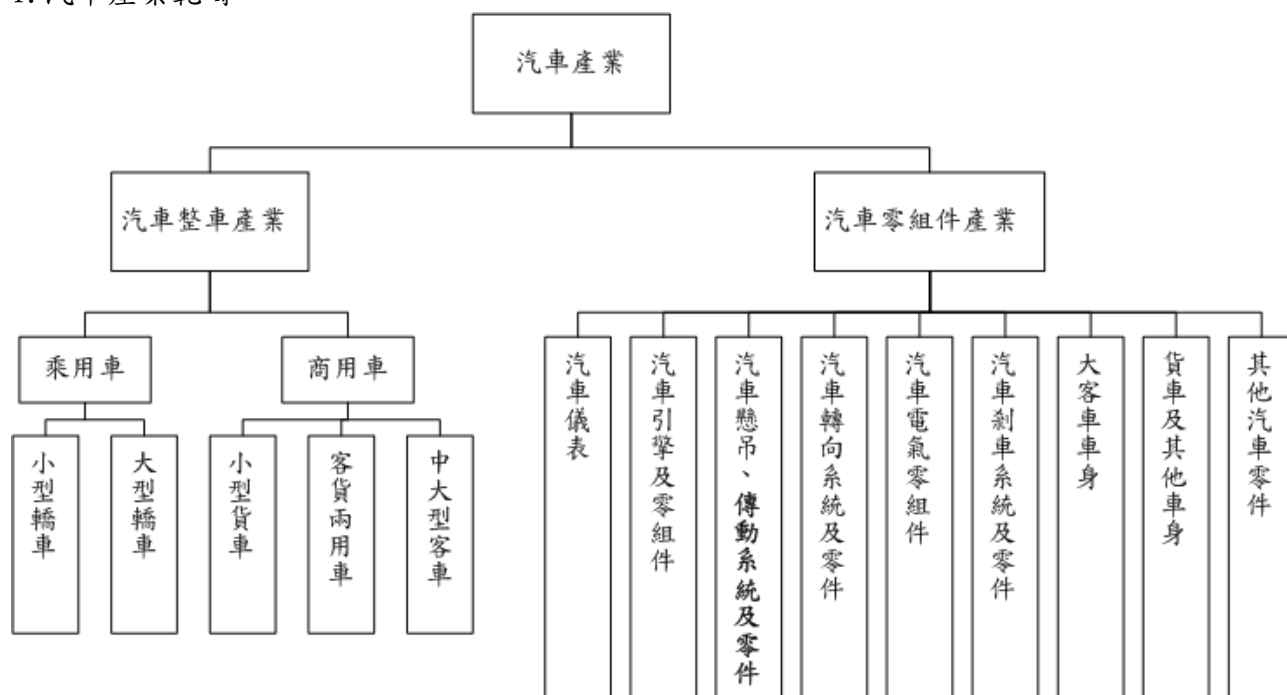 汽車產業
汽車整車產業
汽車零組件產業
乘用車
商用車
小型轎車
大型轎車
小型貨車
客貨兩用車
中大型客車
汽車儀表
汽車引擎及零組件
汽車懸吊、傳動系統及零件
汽車轉向系統及零件
汽車電氣零組件
汽車剎車系統及零件
大客車車身
貨車及其他車身
其他汽車零件